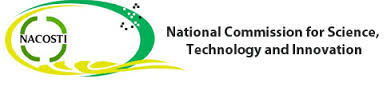 NACOSTI
National Commission for Science,
Technology and Innovation